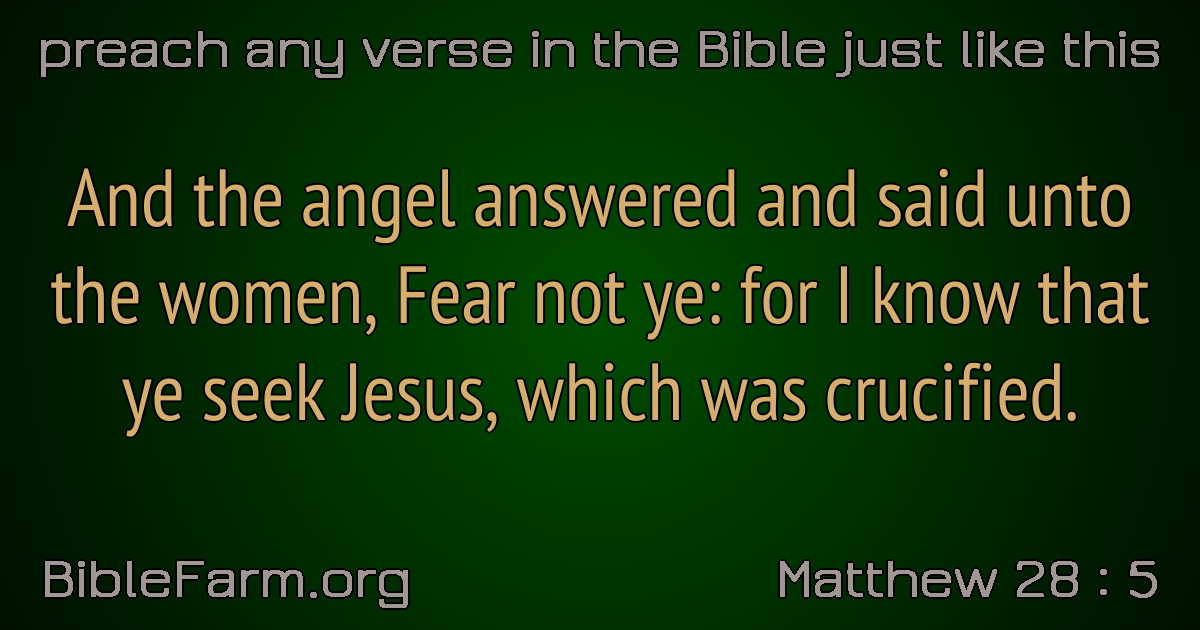 preach any verse in the Bible just like this
And the angel answered and said unto
the women, Fear not ye: for I know that
ye seek Jesus, which was crucified.
BibleFarm.org
Matthew 28 : 5